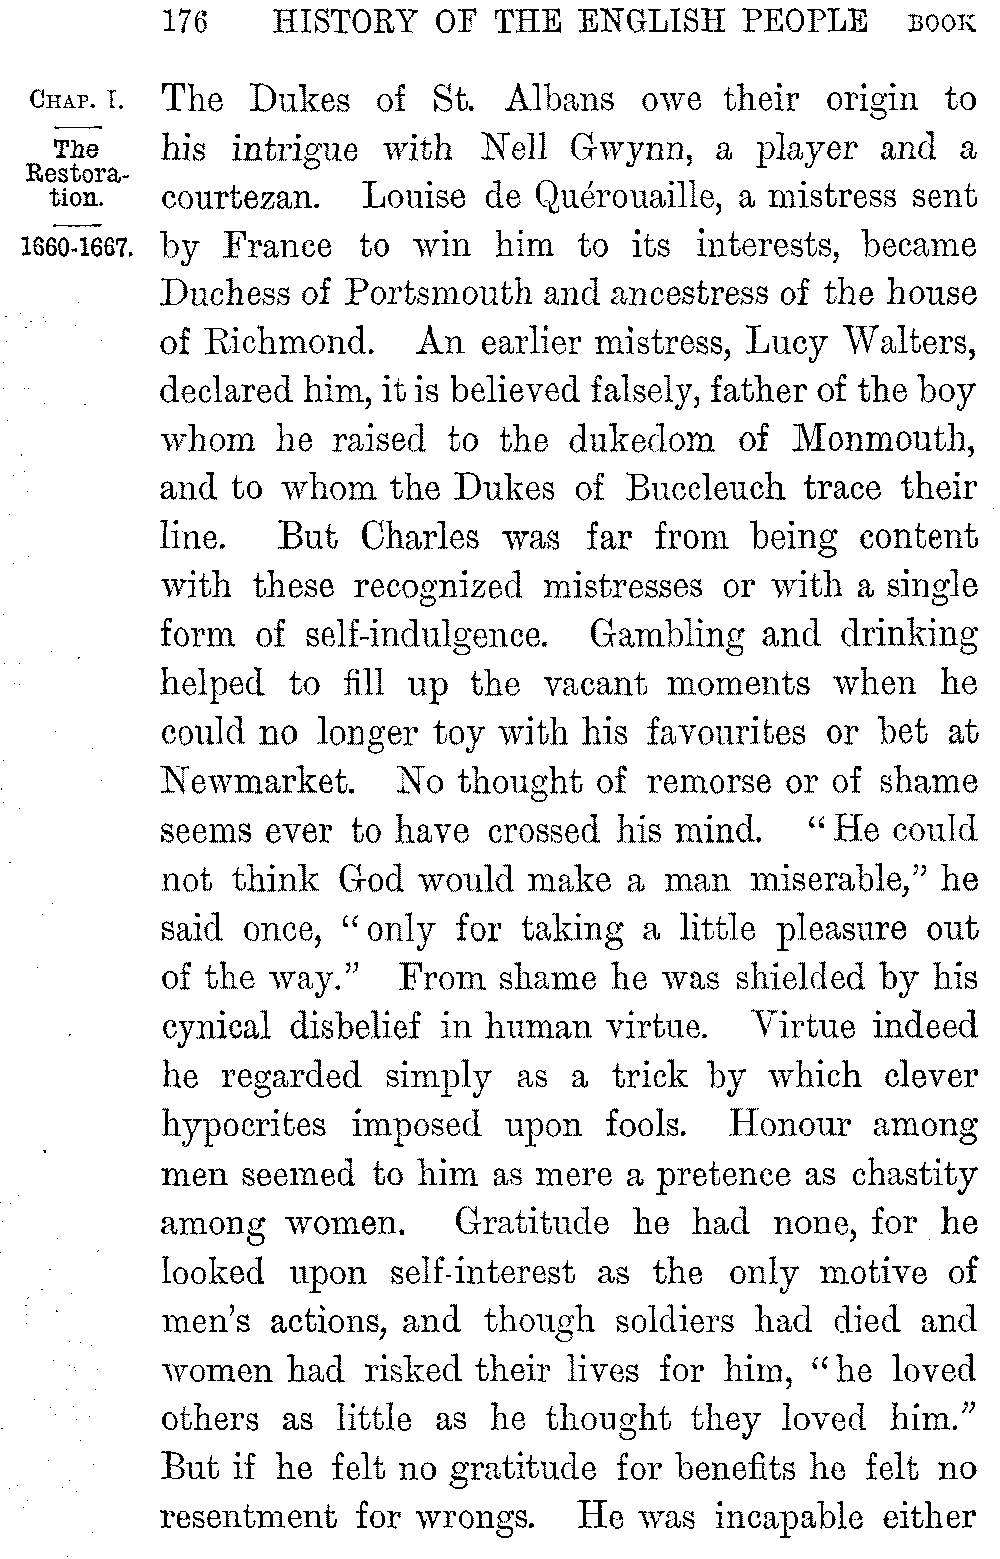 176 HISTORY OF THE ENGLISH PEOPLE BOOK
CHAP. I.
The
Restora-
tion.
1660-1667.
The Dukes of St. Albans owe their origin to
his intrigue with Nell Gwynn, a player and a
courtezan. Louise de Quérouaille, a mistress sent
by France to win him to its interests, became
Duchess of Portsmouth and ancestress of the house
of Richmond. An earlier mistress, Lucy Walters,
declared him, it is believed falsely, father of the boy
whom he raised to the dukedom of Monmouth,
and to whom the Dukes of Buccleuch trace their
line. But Charles was far from being content
with these recognized mistresses or with a single
form of self-indulgence. Gambling and drinking
helped to fill up the vacant moments when he
could no longer toy with his favourites or bet at
Newmarket. No thought of remorse or of shame
seems ever to have crossed his mind. "He could
not think God would make a man miserable," he
said once, "only for taking a little pleasure out
of the way." From shame he was shielded by his
cynical disbelief in human virtue. Virtue indeed
he regarded simply as a trick by which clever
hypocrites imposed upon fools. Honour among
men seemed to him as mere a pretence as chastity
among women. Gratitude he had none, for he
looked upon self-interest as the only motive of
men's actions, and though soldiers had died and
women had risked their lives for him, "he loved
others as little as he thought they loved him."
But if he felt no gratitude for benefits he felt no
resentment for wrongs. He was incapable either